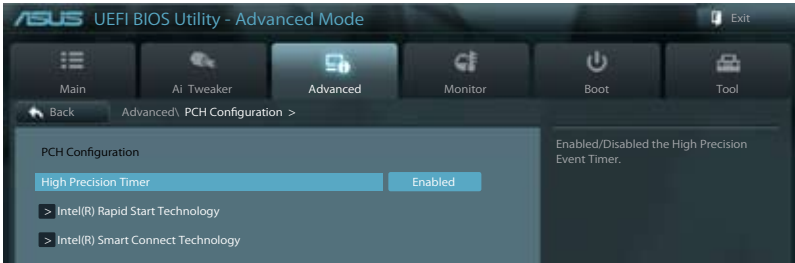 ASUS UEFI BIOS Utility - Advanced Mode Exit
Main Ai Tweaker Advanced Monitor Boot Tool
Back Advanced\ PCH Configuration >
PCH Configuration
High Precision Timer Enabled
> Intel(R) Rapid Start Technology
> Intel(R) Smart Connect Technology
Enabled/Disabled the High Precision
Event Timer.